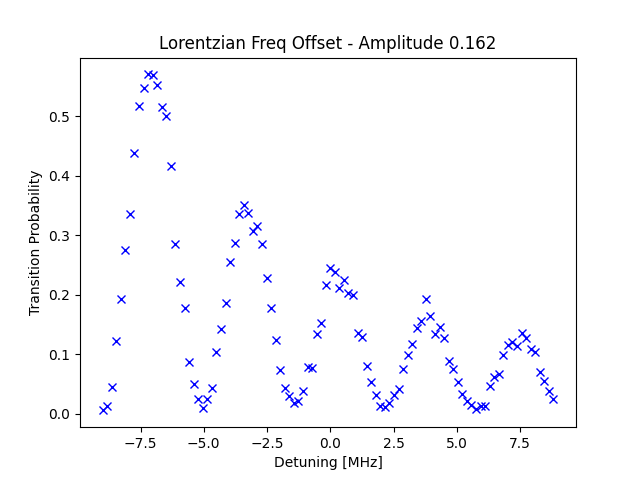 Lorentzian Freq Offset - Amplitude 0.162
Transition Probability
0.5
0.4
0.3
0.2
0.1
0.0
−7.5 −5.0 −2.5 0.0 2.5 5.0 7.5
Detuning [MHz]